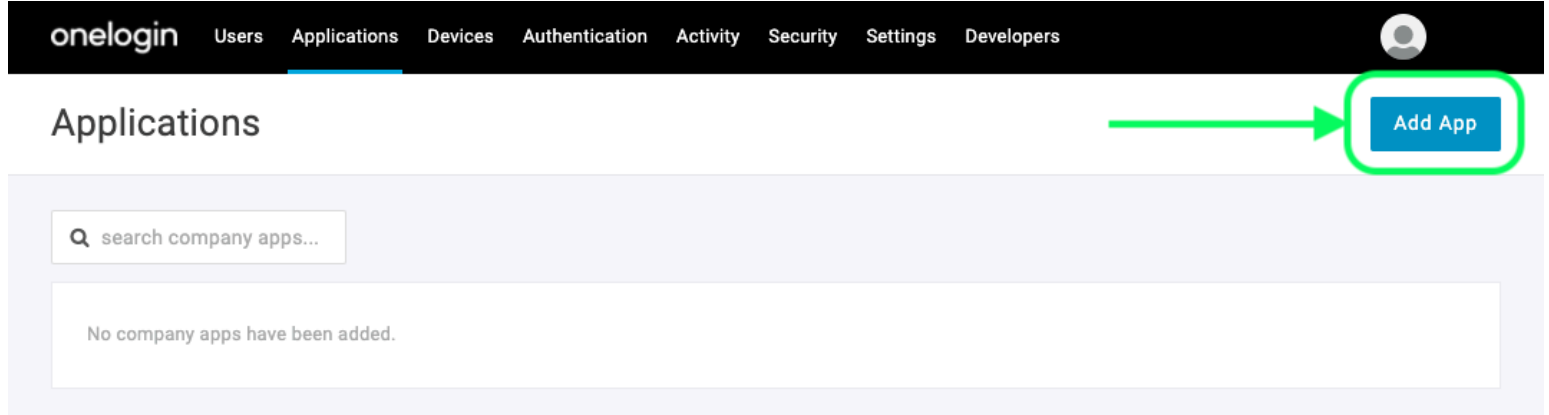 onelogin Users Applications Devices Authentication Activity Security Settings Developers
Applications
Add App
search company apps...
No company apps have been added.